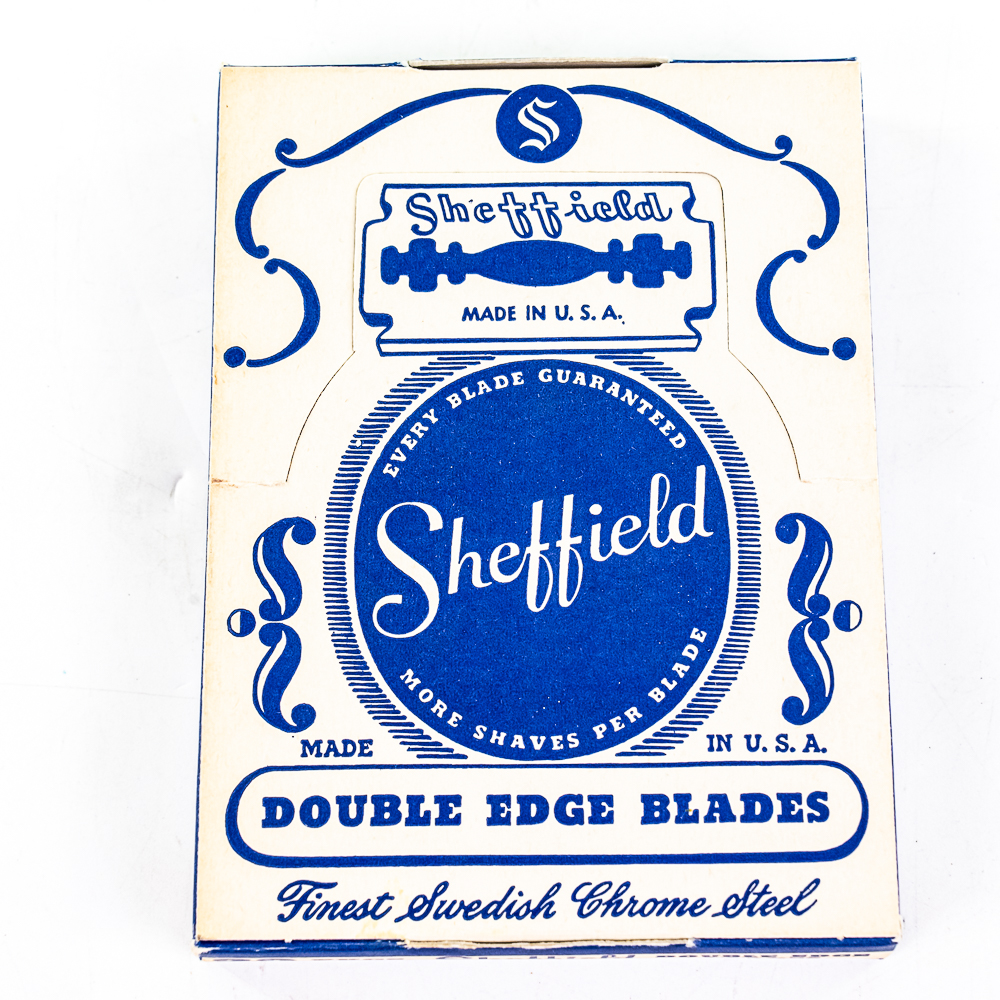 S
Sheffield
MADE IN U. S. A.
EVERY BLADE GUARANTEED
Sheffield
MORE SHAVES PER BLADE
MADE IN U. S. A.
DOUBLE EDGE BLADES
Finest Swedish Chrome Steel